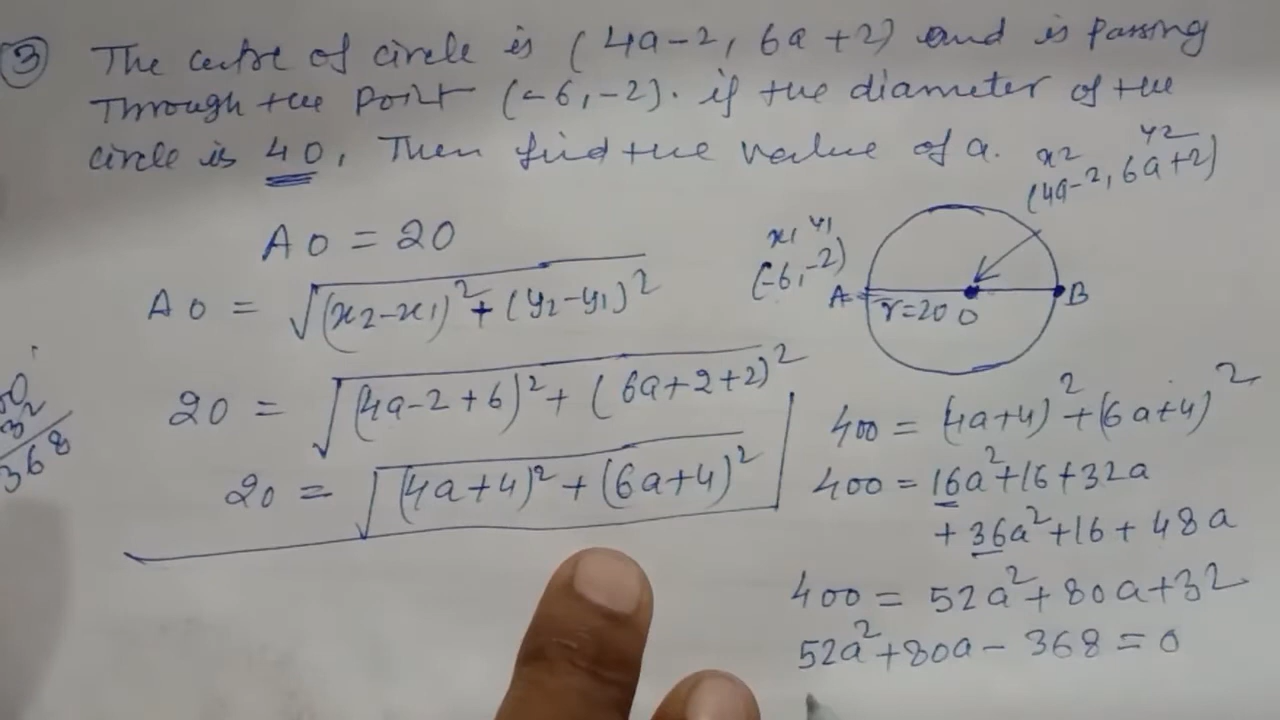 ③ The centre of circle is (4a-2, 6a+2) and is passing
Through the point (-6,-2). if the diameter of the
circle is 40, Then find the value of a.
x2 y2
(4a-2, 6a+2)
x1 y1
(-6,-2)
A r=20 O B
AO = 20
AO = √(x2-x1)²+(y2-y1)²
20 = √(4a-2+6)²+(6a+2+2)²
20 = √(4a+4)²+(6a+4)²
32
368
400 = (4a+4)²+(6a+4)²
400 = 16a²+16+32a
+36a²+16+48a
400 = 52a²+80a+32
52a²+80a-368=0